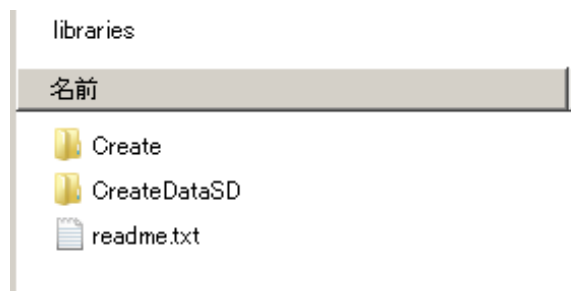 libraries
名前
Create
CreateDataSD
readme.txt